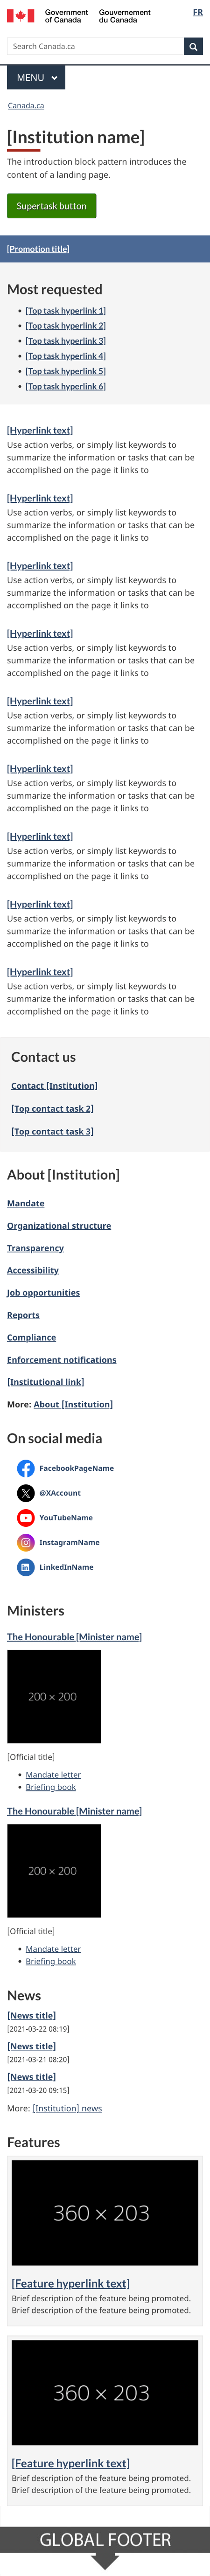 Government of Canada
Gouvernement du Canada
FR
Search Canada.ca
MENU
Canada.ca
[Institution name]
The introduction block pattern introduces the
content of a landing page.
Supertask button
[Promotion title]
Most requested
[Top task hyperlink 1]
[Top task hyperlink 2]
[Top task hyperlink 3]
[Top task hyperlink 4]
[Top task hyperlink 5]
[Top task hyperlink 6]
[Hyperlink text]
Use action verbs, or simply list keywords to
summarize the information or tasks that can be
accomplished on the page it links to
[Hyperlink text]
Use action verbs, or simply list keywords to
summarize the information or tasks that can be
accomplished on the page it links to
[Hyperlink text]
Use action verbs, or simply list keywords to
summarize the information or tasks that can be
accomplished on the page it links to
[Hyperlink text]
Use action verbs, or simply list keywords to
summarize the information or tasks that can be
accomplished on the page it links to
[Hyperlink text]
Use action verbs, or simply list keywords to
summarize the information or tasks that can be
accomplished on the page it links to
[Hyperlink text]
Use action verbs, or simply list keywords to
summarize the information or tasks that can be
accomplished on the page it links to
[Hyperlink text]
Use action verbs, or simply list keywords to
summarize the information or tasks that can be
accomplished on the page it links to
[Hyperlink text]
Use action verbs, or simply list keywords to
summarize the information or tasks that can be
accomplished on the page it links to
[Hyperlink text]
Use action verbs, or simply list keywords to
summarize the information or tasks that can be
accomplished on the page it links to
Contact us
Contact [Institution]
[Top contact task 2]
[Top contact task 3]
About [Institution]
Mandate
Organizational structure
Transparency
Accessibility
Job opportunities
Reports
Compliance
Enforcement notifications
[Institutional link]
More: About [Institution]
On social media
FacebookPageName
@XAccount
YouTubeName
InstagramName
LinkedInName
Ministers
The Honourable [Minister name]
200 × 200
[Official title]
Mandate letter
Briefing book
The Honourable [Minister name]
200 × 200
[Official title]
Mandate letter
Briefing book
News
[News title]
[2021-03-22 08:19]
[News title]
[2021-03-21 08:20]
[News title]
[2021-03-20 09:15]
More: [Institution] news
Features
360 × 203
[Feature hyperlink text]
Brief description of the feature being promoted.
Brief description of the feature being promoted.
360 × 203
[Feature hyperlink text]
Brief description of the feature being promoted.
Brief description of the feature being promoted.
GLOBAL FOOTER